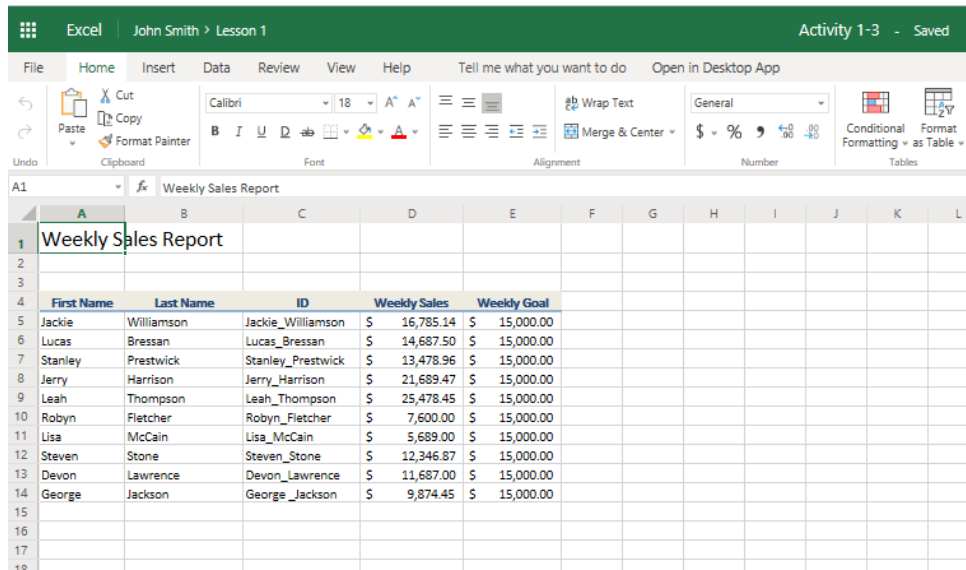 Excel John Smith > Lesson 1 Activity 1-3 - Saved
File Home Insert Data Review View Help Tell me what you want to do Open in Desktop App
Cut
Copy
Format Painter
Paste
Calibri 18 A^ A˅
B I U D ab A
Wrap Text
Merge & Center
General
$ % 9 .00 .00
Conditional Formatting
Format as Table
Undo Clipboard Font Alignment Number Tables
A1 fx Weekly Sales Report
A B C D E F G H I J K L
1 Weekly Sales Report
2
3
4 First Name Last Name ID Weekly Sales Weekly Goal
5 Jackie Williamson Jackie_Williamson $ 16,785.14 $ 15,000.00
6 Lucas Bressan Lucas_Bressan $ 14,687.50 $ 15,000.00
7 Stanley Prestwick Stanley_Prestwick $ 13,478.96 $ 15,000.00
8 Jerry Harrison Jerry_Harrison $ 21,689.47 $ 15,000.00
9 Leah Thompson Leah_Thompson $ 25,478.45 $ 15,000.00
10 Robyn Fletcher Robyn_Fletcher $ 7,600.00 $ 15,000.00
11 Lisa McCain Lisa_McCain $ 5,689.00 $ 15,000.00
12 Steven Stone Steven_Stone $ 12,346.87 $ 15,000.00
13 Devon Lawrence Devon_Lawrence $ 11,687.00 $ 15,000.00
14 George Jackson George _Jackson $ 9,874.45 $ 15,000.00
15
16
17
18